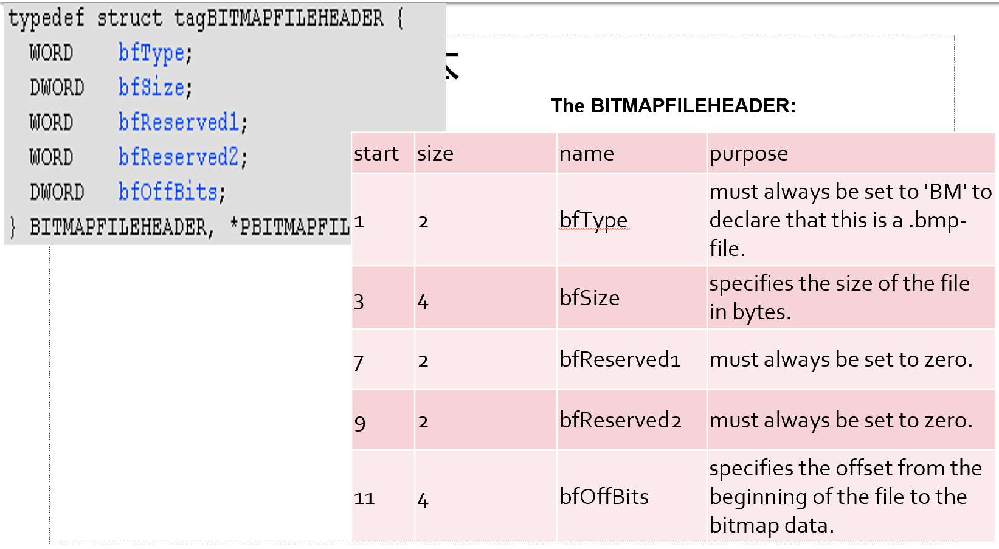 typedef struct tagBITMAPFILEHEADER {
WORD bfType;
DWORD bfSize;
WORD bfReserved1;
WORD bfReserved2;
DWORD bfOffBits;
} BITMAPFILEHEADER, *PBITMAPFIL
The BITMAPFILEHEADER:
start size name purpose
1 2 bfType must always be set to 'BM' to
declare that this is a .bmp-
file.
3 4 bfSize specifies the size of the file
in bytes.
7 2 bfReserved1 must always be set to zero.
9 2 bfReserved2 must always be set to zero.
11 4 bfOffBits specifies the offset from the
beginning of the file to the
bitmap data.